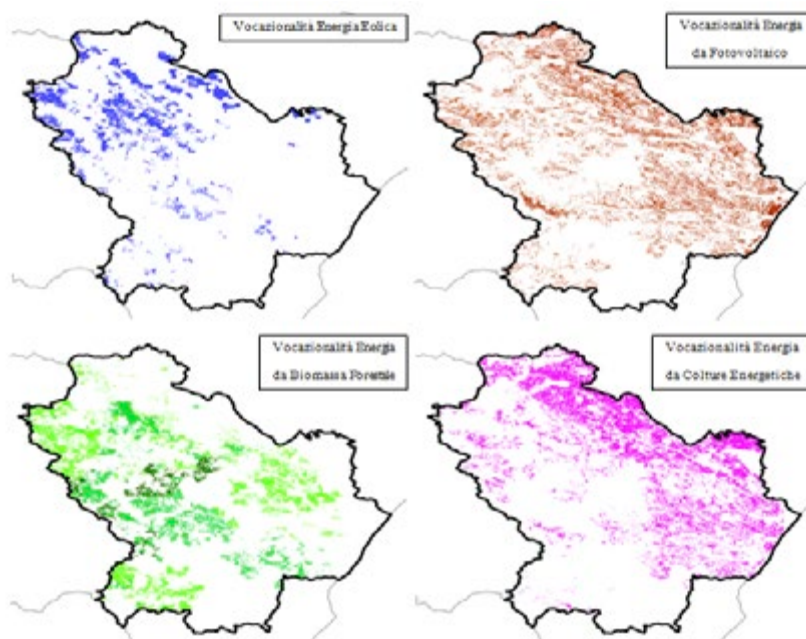 Vocazionalità Energia Eolica
Vocazionalità Energia
da Fotovoltaico
Vocazionalità Energia
da Biomassa Forestale
Vocazionalità Energia
da Colture Energetiche